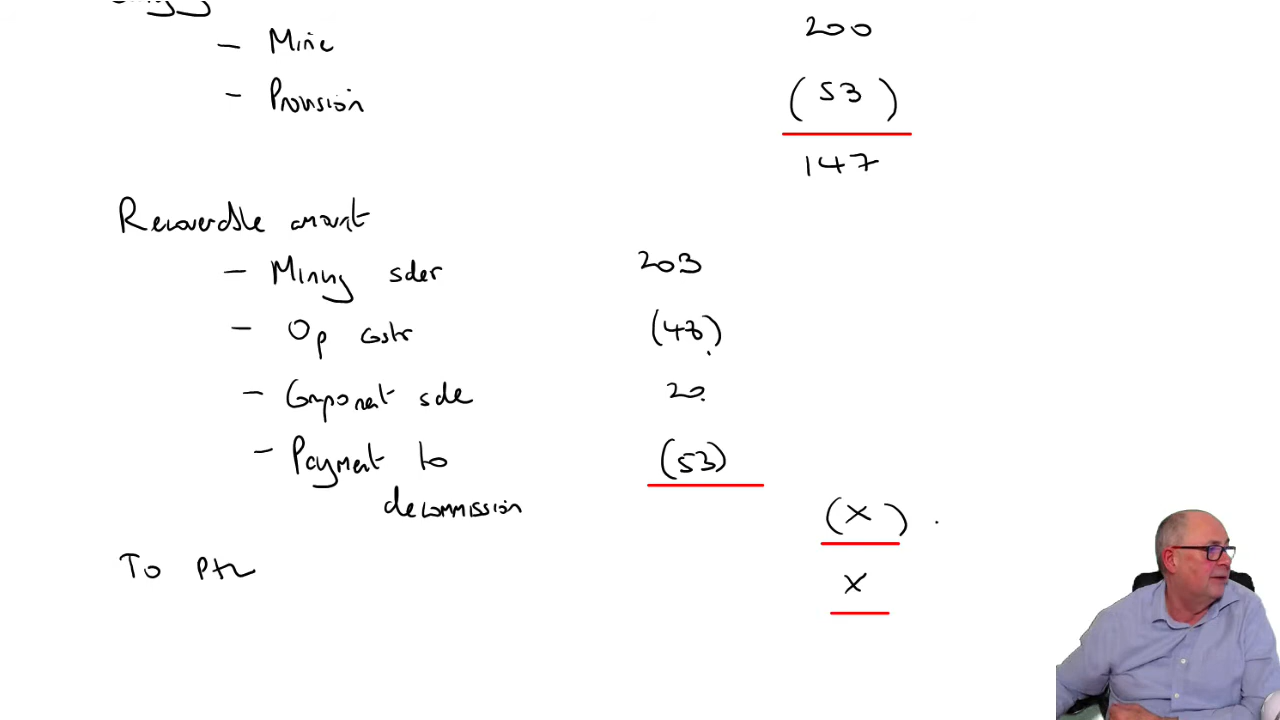 - Mine 200
- Provision (53)
147
Recoverable amount
- Mining sales 203
- Op costs
- Component sale 20
- Payment to (53)
decommission
(x)
To P+L x